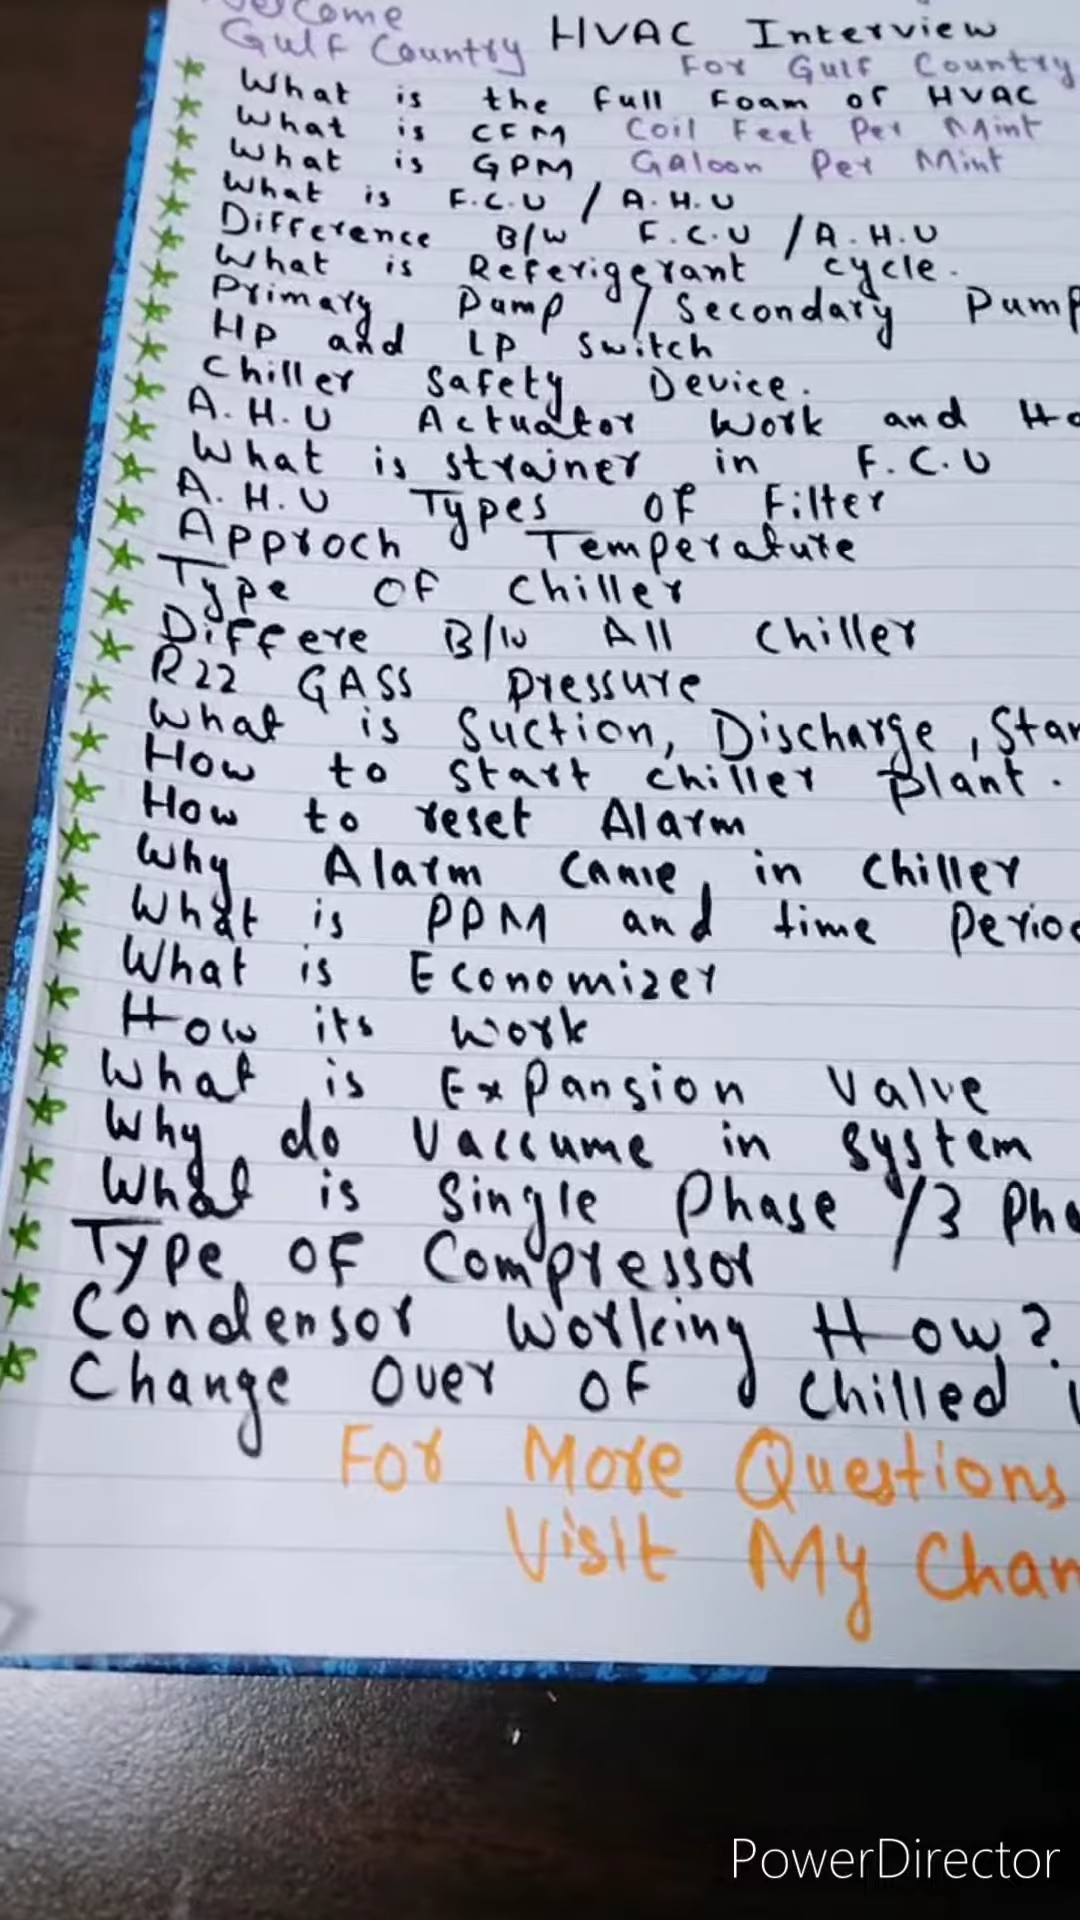 Welcome
Gulf Country
HVAC Interview
For Gulf Country
What is the Full Foam of HVAC
What is CFM Coil Feet Per Mint
What is GPM Galoon Per Mint
What is F.C.U / A.H.U
Difference B/W F.C.U / A.H.U
What is Referigerant cycle.
Primary Pump / Secondary Pump
HP and LP Switch
Chiller Safety Device.
A.H.U Actuator Work and
What is strainer in F.C.U
A.H.U Types OF Filter
Approch Temperature
Type OF Chiller
Differe B/W All Chiller
R22 GASS Pressure
What is Suction, Discharge,
How to start chiller plant.
How to reset Alarm
Why Alarm Came in Chiller
What is PPM and time
What is Economizer
How its work
What is Expansion Valve
Why do Vaccume in system
What is Single Phase /3
Type OF Compressor
Condensor Working How?
Change Over OF Chilled
For More Questions
Visit My
PowerDirector